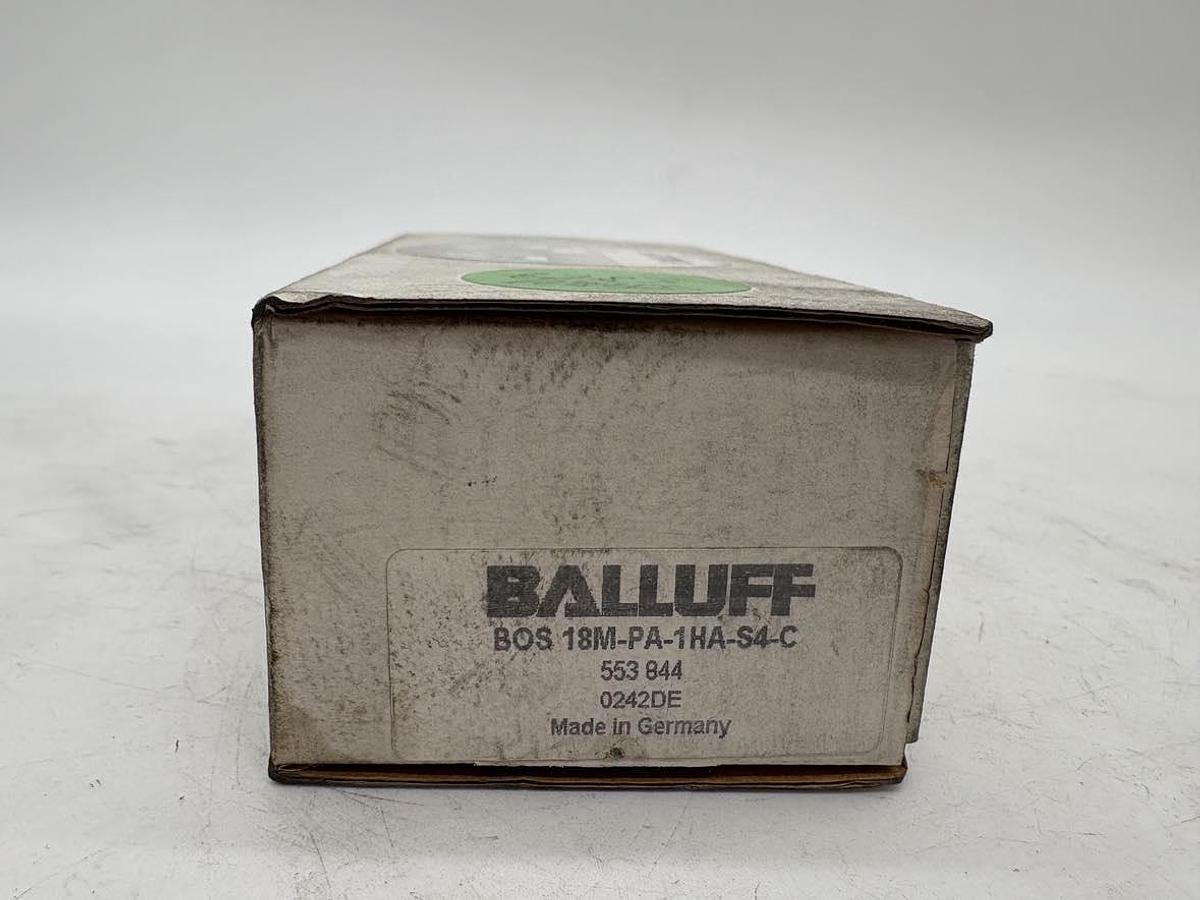 BALLUFF
BOS 18M-PA-1HA-S4-C
553 844
0242DE
Made in Germany